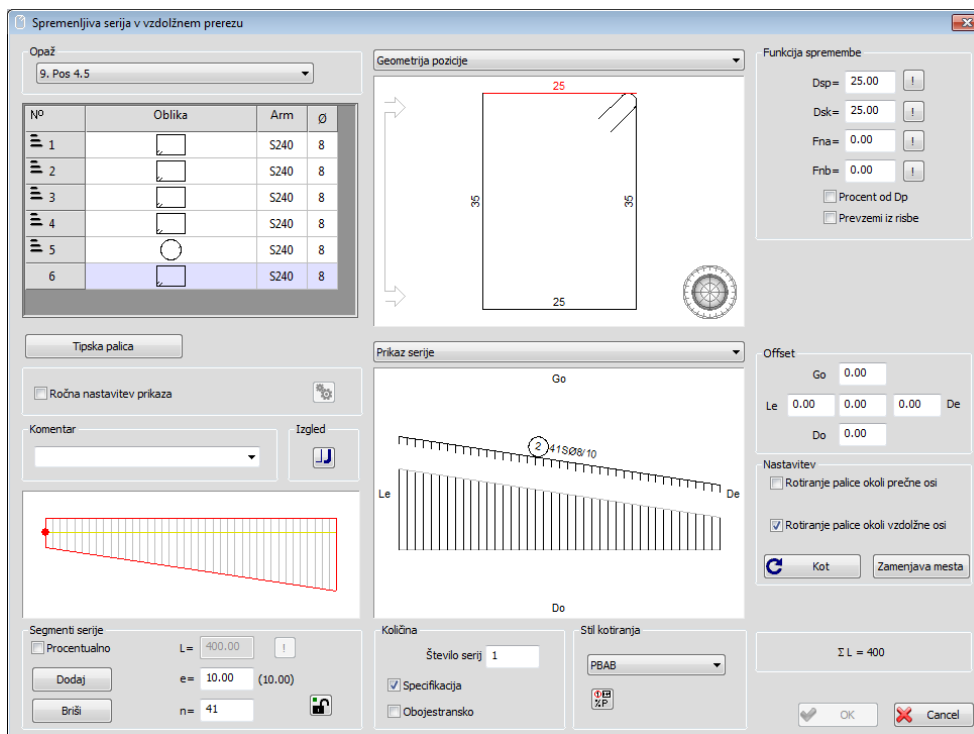 Spremenljiva serija v vzdolžnem prerezu
Opaž
9. Pos 4.5
Nº Oblika Arm Ø
1 S240 8
2 S240 8
3 S240 8
4 S240 8
5 S240 8
6 S240 8
Tipska palica
Ročna nastavitev prikaza
Komentar
Izgled
Segmenti serije
Procentualno
L= 400.00 !
Dodaj
e= 10.00 (10.00)
Briši
n= 41
Geometrija pozicije
25
35
35
25
Prikaz serije
Go
2 41SØ8/10
Le
De
Do
Količina
Število serij 1
Specifikacija
Obojestransko
Stil kotiranja
PBAB
%P
Funkcija spremembe
Dsp= 25.00 !
Dsk= 25.00 !
Fna= 0.00 !
Fnb= 0.00 !
Procent od Dp
Prevzemi iz risbe
Offset
Go 0.00
Le 0.00 0.00 0.00 De
Do 0.00
Nastavitev
Rotiranje palice okoli prečne osi
Rotiranje palice okoli vzdolžne osi
Kot
Zamenjava mesta
Σ L = 400
OK
Cancel